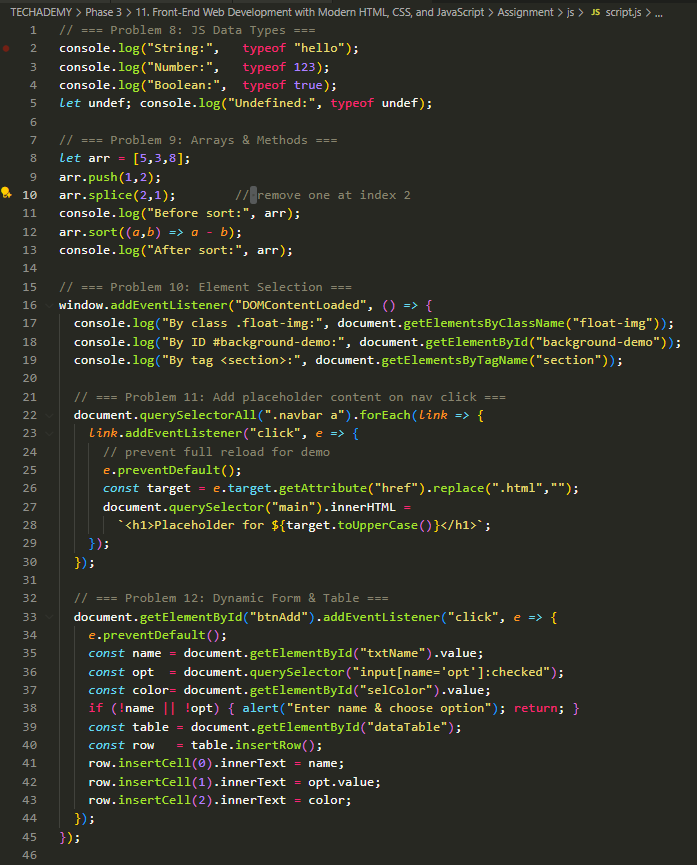 TECHADEMY > Phase 3 > 11. Front-End Web Development with Modern HTML, CSS, and JavaScript > Assignment > js > JS script.js > ...
1 // === Problem 8: JS Data Types ===
2 console.log("String:",   typeof "hello");
3 console.log("Number:",   typeof 123);
4 console.log("Boolean:",  typeof true);
5 let undef; console.log("Undefined:", typeof undef);
6
7 // === Problem 9: Arrays & Methods ===
8 let arr = [5,3,8];
9 arr.push(1,2);
10 arr.splice(2,1);        // remove one at index 2
11 console.log("Before sort:", arr);
12 arr.sort((a,b) => a - b);
13 console.log("After sort:", arr);
14
15 // === Problem 10: Element Selection ===
16 window.addEventListener("DOMContentLoaded", () => {
17   console.log("By class .float-img:", document.getElementsByClassName("float-img"));
18   console.log("By ID #background-demo:", document.getElementById("background-demo"));
19   console.log("By tag <section>:", document.getElementsByTagName("section"));
20
21   // === Problem 11: Add placeholder content on nav click ===
22   document.querySelectorAll(".navbar a").forEach(link => {
23     link.addEventListener("click", e => {
24       // prevent full reload for demo
25       e.preventDefault();
26       const target = e.target.getAttribute("href").replace(".html","");
27       document.querySelector("main").innerHTML =
28         `<h1>Placeholder for ${target.toUpperCase()}</h1>`;
29     });
30   });
31
32   // === Problem 12: Dynamic Form & Table ===
33   document.getElementById("btnAdd").addEventListener("click", e => {
34     e.preventDefault();
35     const name = document.getElementById("txtName").value;
36     const opt  = document.querySelector("input[name='opt']:checked");
37     const color= document.getElementById("selColor").value;
38     if (!name || !opt) { alert("Enter name & choose option"); return; }
39     const table = document.getElementById("dataTable");
40     const row   = table.insertRow();
41     row.insertCell(0).innerText = name;
42     row.insertCell(1).innerText = opt.value;
43     row.insertCell(2).innerText = color;
44   });
45 });
46